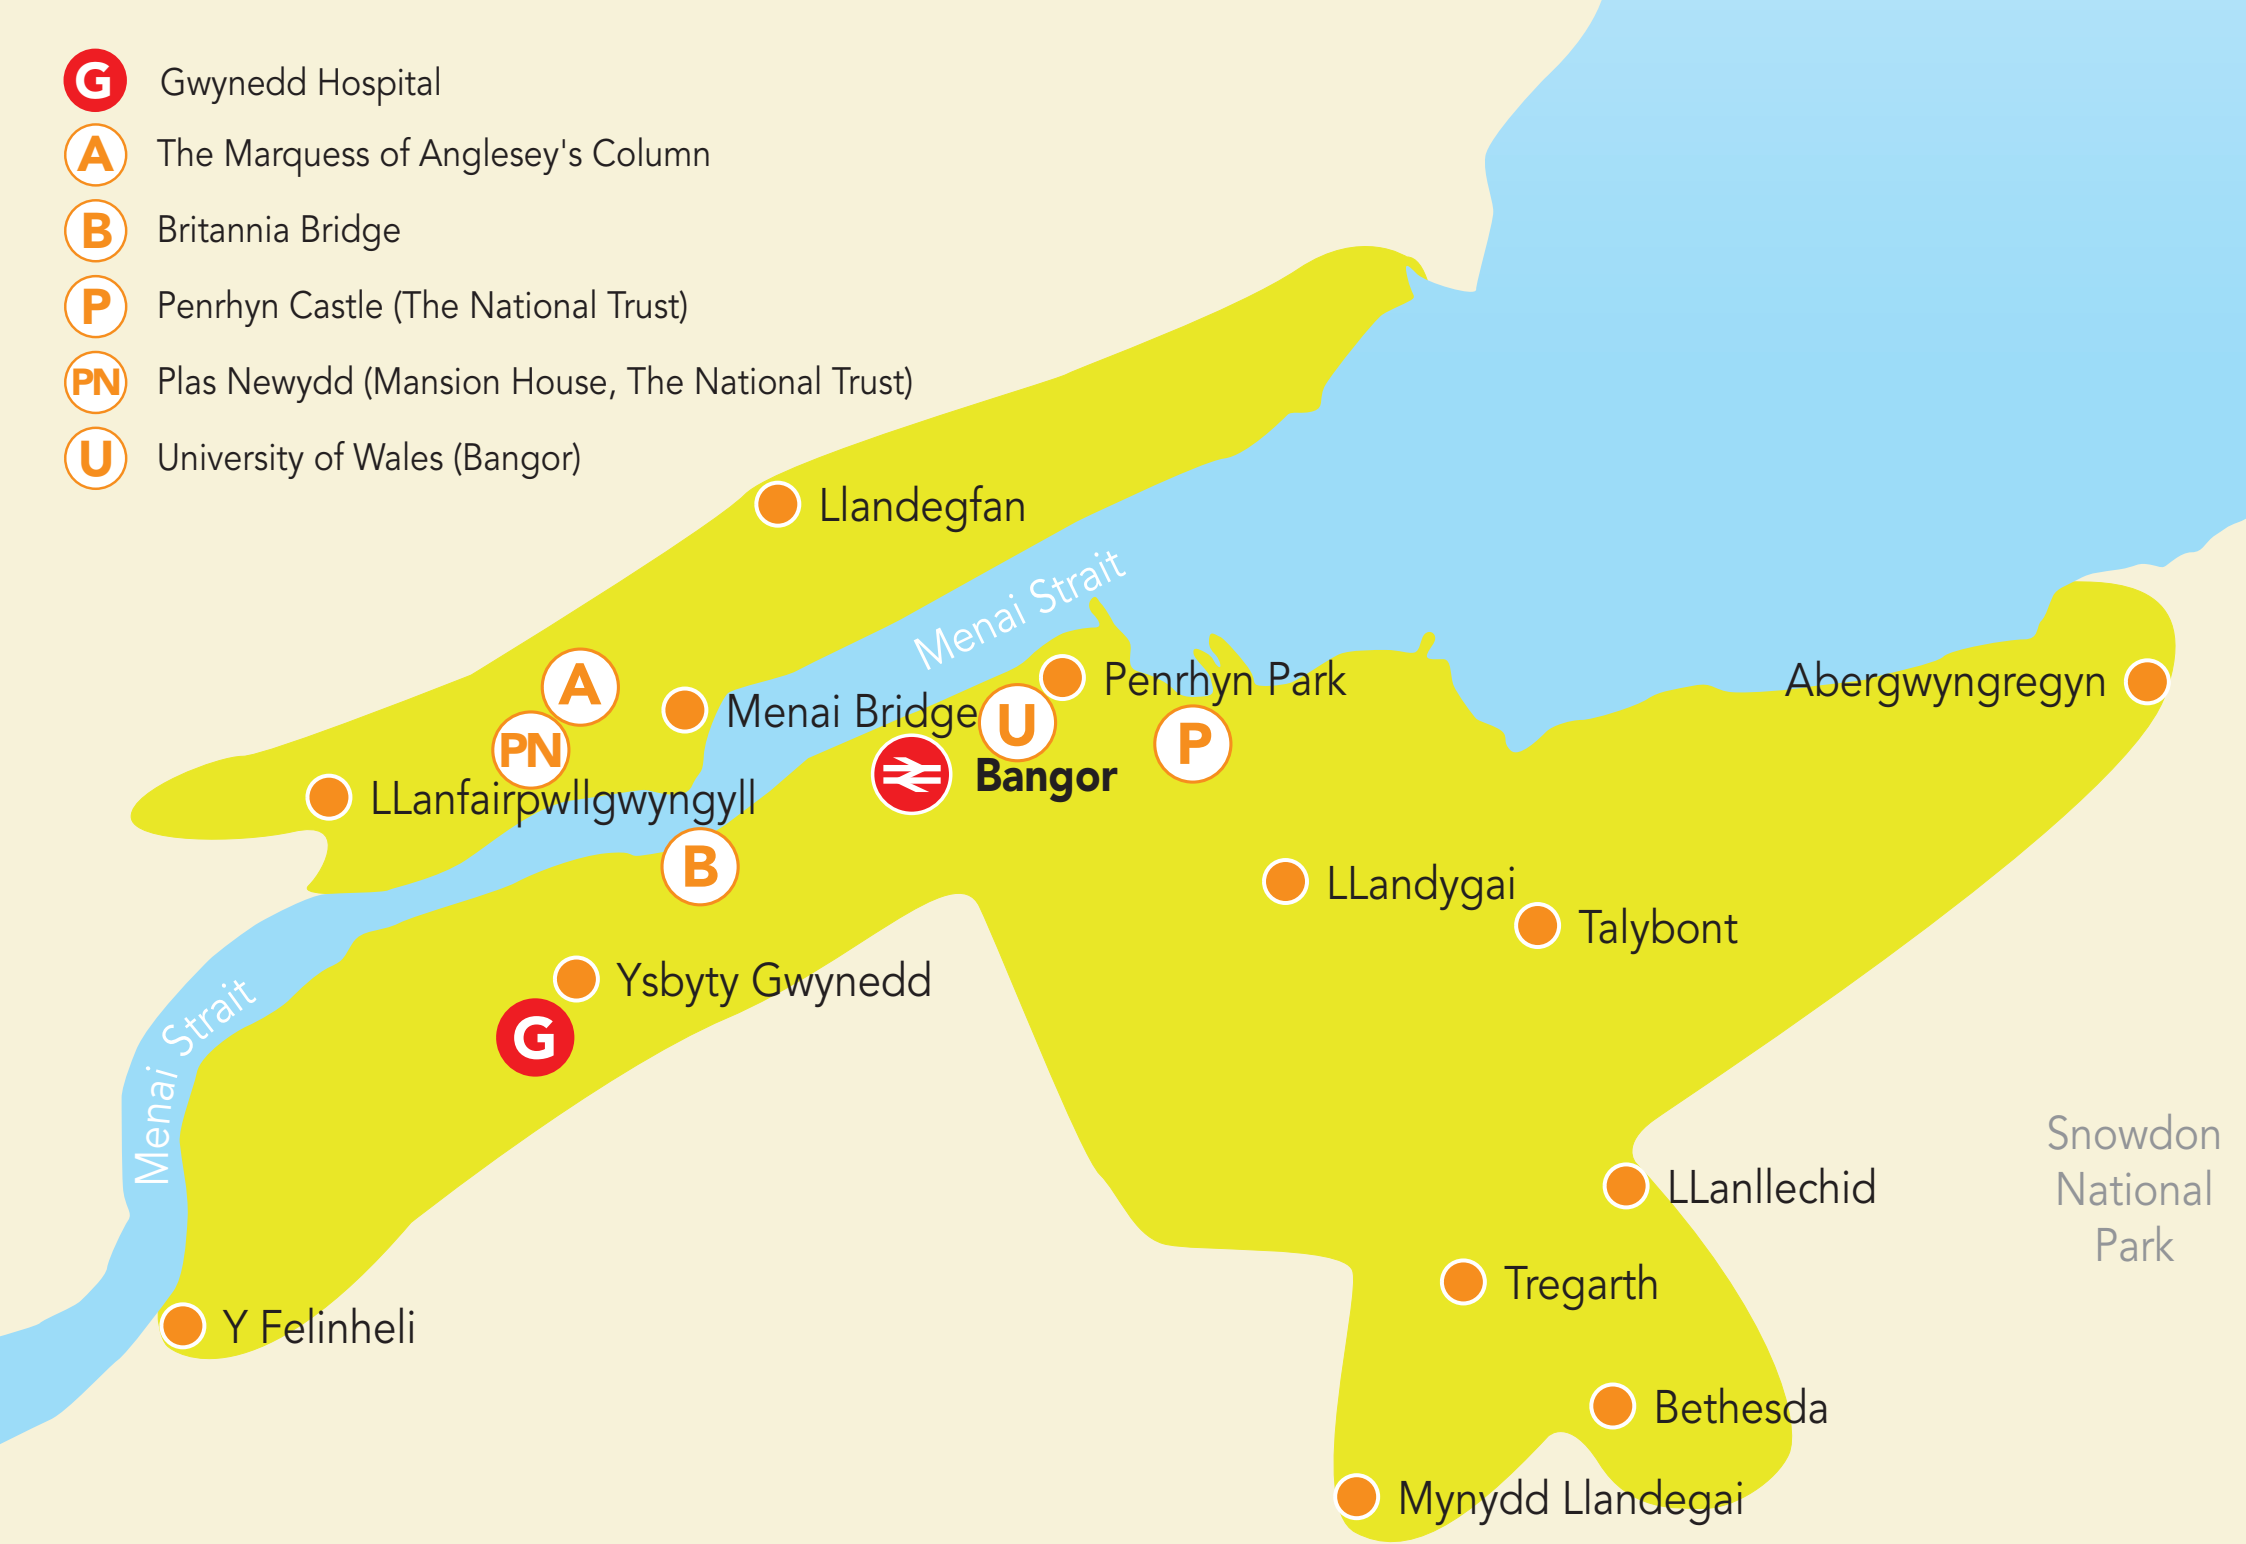 G Gwynedd Hospital
A The Marquess of Anglesey's Column
B Britannia Bridge
P Penrhyn Castle (The National Trust)
PN Plas Newydd (Mansion House, The National Trust)
U University of Wales (Bangor)
Llandegfan
Menai Strait
A
Penrhyn Park
Abergwyngregyn
Menai Bridge
U
PN
P
Bangor
LLanfairpwllgwyngyll
B
LLandygai
Talybont
Ysbyty Gwynedd
G
Menai Strait
Snowdon
National
Park
LLanllechid
Tregarth
Y Felinheli
Bethesda
Mynydd Llandegai